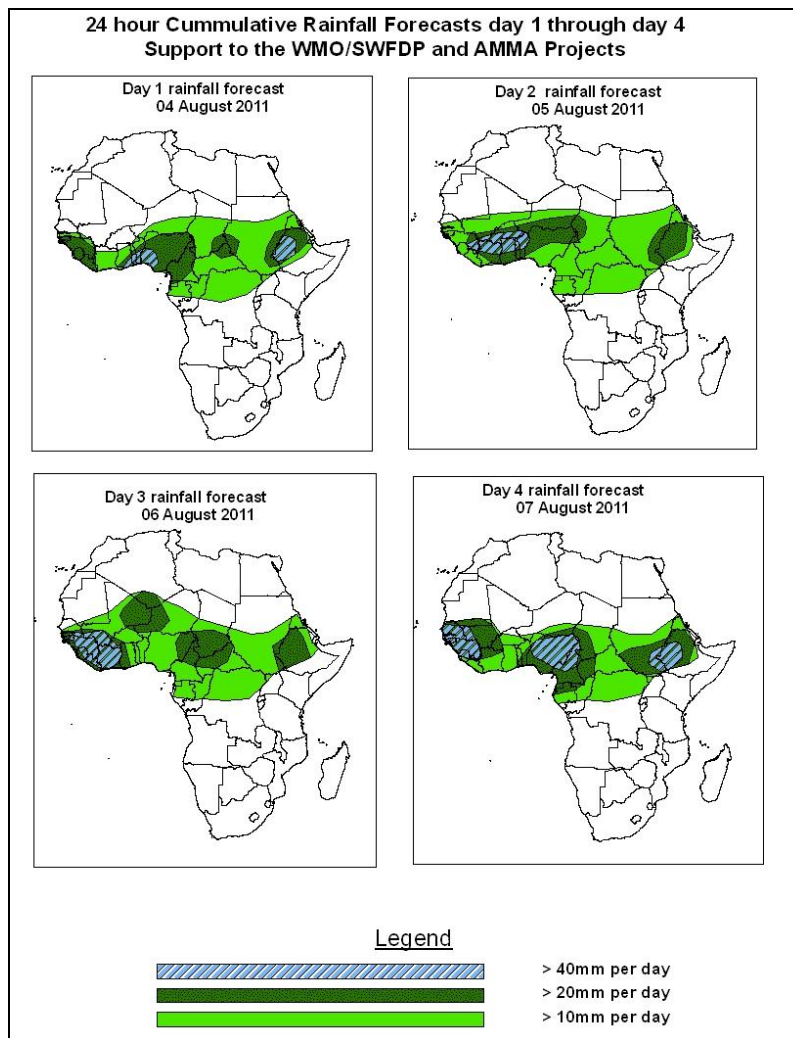 24 hour Cummulative Rainfall Forecasts day 1 through day 4
Support to the WMO/SWFDP and AMMA Projects
Day 1 rainfall forecast
04 August 2011
Day 2  rainfall forecast
05 August 2011
Day 3 rainfall forecast
06 August 2011
Day 4 rainfall forecast
07 August 2011
Legend
> 40mm per day
> 20mm per day
> 10mm per day